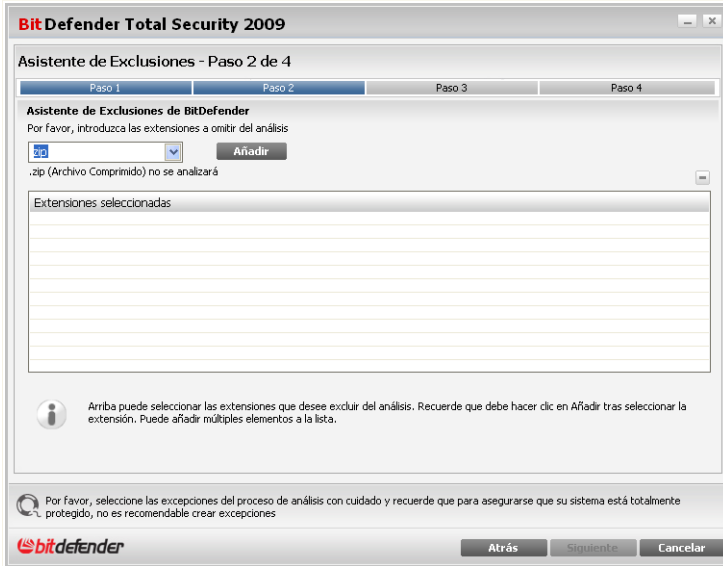 BitDefender Total Security 2009
Asistente de Exclusiones - Paso 2 de 4
Paso 1 Paso 2 Paso 3 Paso 4
Asistente de Exclusiones de BitDefender
Por favor, introduzca las extensiones a omitir del análisis
zip Añadir
.zip (Archivo Comprimido) no se analizará
Extensiones seleccionadas
Arriba puede seleccionar las extensiones que desee excluir del análisis. Recuerde que debe hacer clic en Añadir tras seleccionar la
extensión. Puede añadir múltiples elementos a la lista.
Por favor, seleccione las excepciones del proceso de análisis con cuidado y recuerde que para asegurarse que su sistema está totalmente
protegido, no es recomendable crear excepciones
bitdefender Atrás Siguiente Cancelar